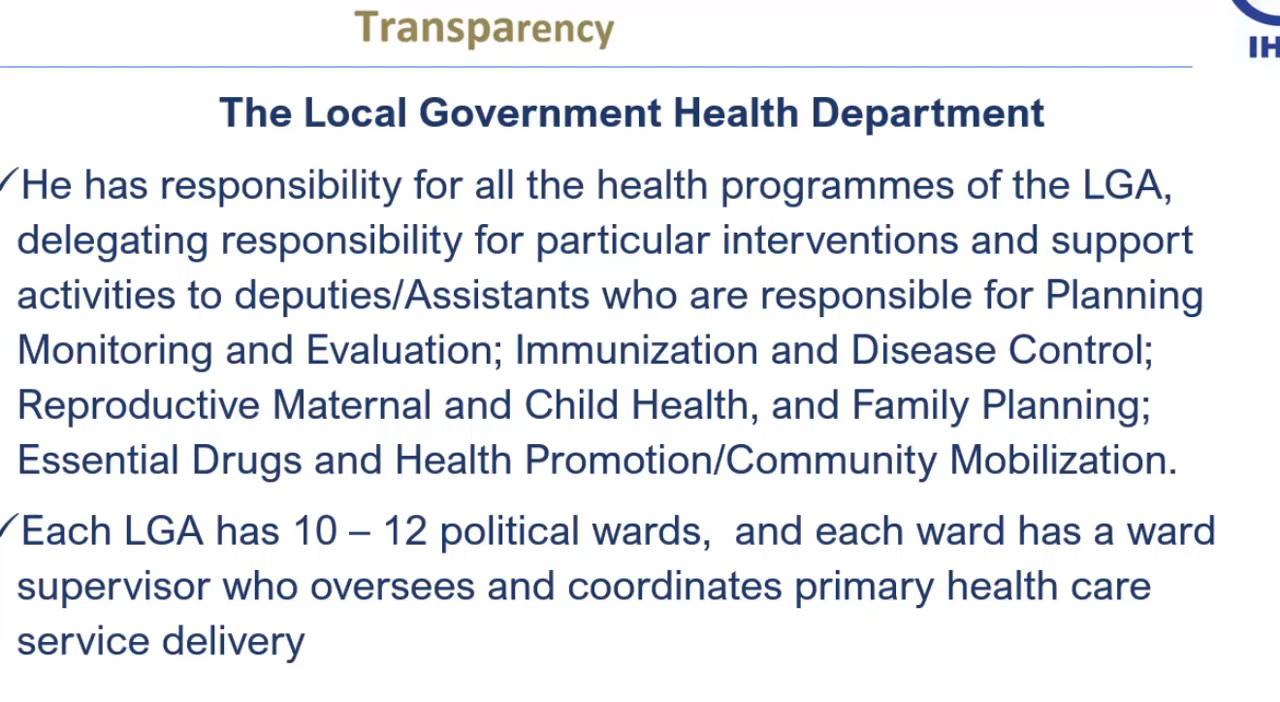 Transparency
IH
The Local Government Health Department
✓He has responsibility for all the health programmes of the LGA,
delegating responsibility for particular interventions and support
activities to deputies/Assistants who are responsible for Planning
Monitoring and Evaluation; Immunization and Disease Control;
Reproductive Maternal and Child Health, and Family Planning;
Essential Drugs and Health Promotion/Community Mobilization.
✓Each LGA has 10 – 12 political wards,  and each ward has a ward
supervisor who oversees and coordinates primary health care
service delivery